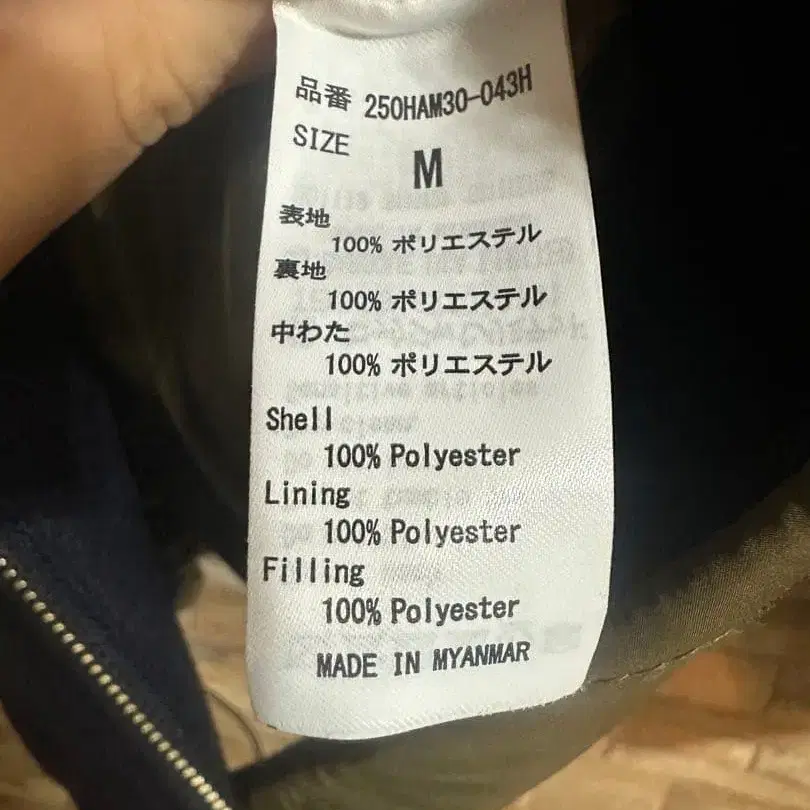 品番 250HAM30-043H
SIZE
M
表地
100% ポリエステル
裏地
100% ポリエステル
中わた
100% ポリエステル
Shell
100% Polyester
Lining
100% Polyester
Filling
100% Polyester
MADE IN MYANMAR